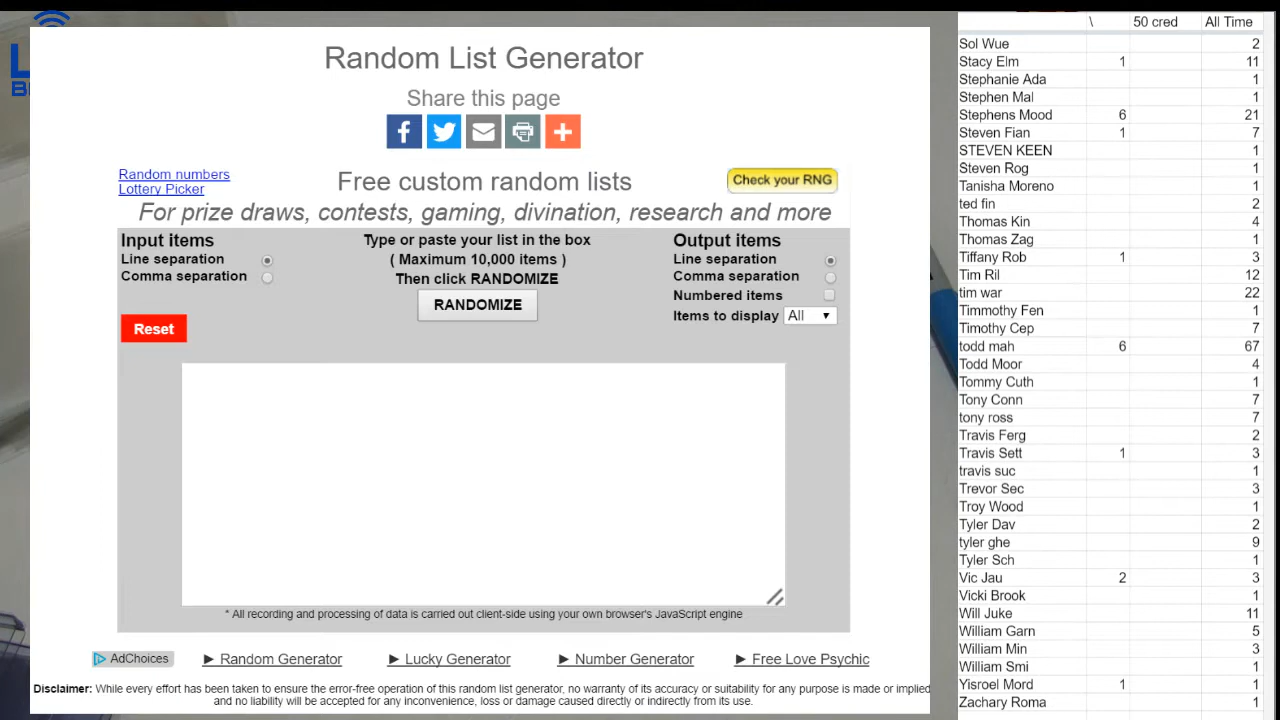 Random List Generator
Share this page
Random numbers
Lottery Picker
Free custom random lists
Check your RNG
For prize draws, contests, gaming, divination, research and more
Input items
Line separation
Comma separation
Reset
Type or paste your list in the box
( Maximum 10,000 items )
Then click RANDOMIZE
RANDOMIZE
Output items
Line separation
Comma separation
Numbered items
Items to display All
* All recording and processing of data is carried out client-side using your own browser's JavaScript engine
AdChoices
► Random Generator
► Lucky Generator
► Number Generator
► Free Love Psychic
Disclaimer: While every effort has been taken to ensure the error-free operation of this random list generator, no warranty of its accuracy or suitability for any purpose is made or implied
and no liability will be accepted for any inconvenience, loss or damage caused directly or indirectly from its use.
\ 50 cred All Time
Sol Wue 2
Stacy Elm 1 11
Stephanie Ada 1
Stephen Mal 1
Stephens Mood 6 21
Steven Fian 1 7
STEVEN KEEN 1
Steven Rog 1
Tanisha Moreno 1
ted fin 2
Thomas Kin 4
Thomas Zag 1
Tiffany Rob 1 3
Tim Ril 12
tim war 22
Timmothy Fen 1
Timothy Cep 7
todd mah 6 67
Todd Moor 4
Tommy Cuth 1
Tony Conn 7
tony ross 7
Travis Ferg 2
Travis Sett 1 3
travis suc 1
Trevor Sec 3
Troy Wood 1
Tyler Dav 2
tyler ghe 9
Tyler Sch 1
Vic Jau 2 3
Vicki Brook 1
Will Juke 11
William Garn 5
William Min 3
William Smi 1
Yisroel Mord 1 1
Zachary Roma 1